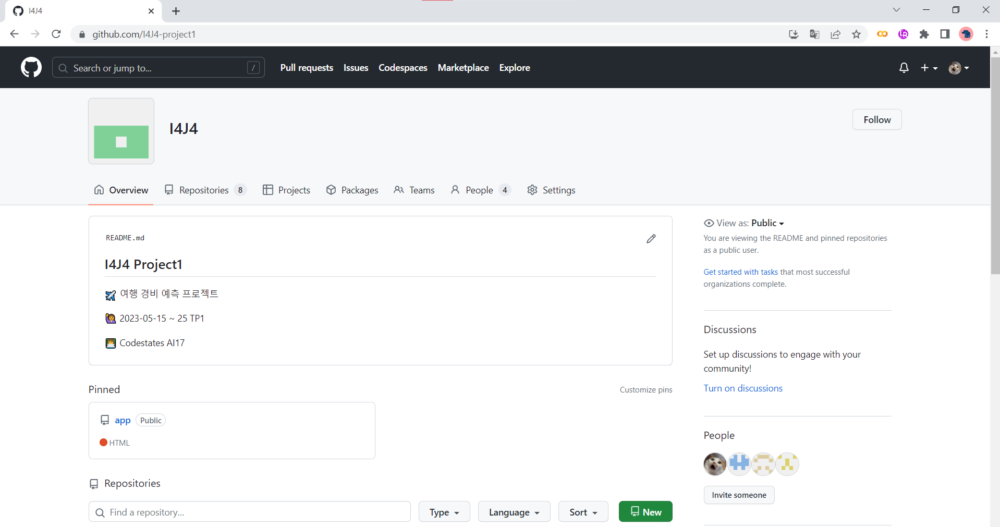 I4J4
github.com/I4J4-project1
Search or jump to...
/
Pull requests
Issues
Codespaces
Marketplace
Explore
I4J4
Follow
Overview
Repositories 8
Projects
Packages
Teams
People 4
Settings
README.md
I4J4 Project1
여행 경비 예측 프로젝트
2023-05-15 ~ 25 TP1
Codestates AI17
View as: Public
You are viewing the README and pinned repositories
as a public user.
Get started with tasks that most successful
organizations complete.
Discussions
Set up discussions to engage with your
community!
Turn on discussions
Pinned
Customize pins
app Public
HTML
People
Invite someone
Repositories
Find a repository...
Type
Language
Sort
New